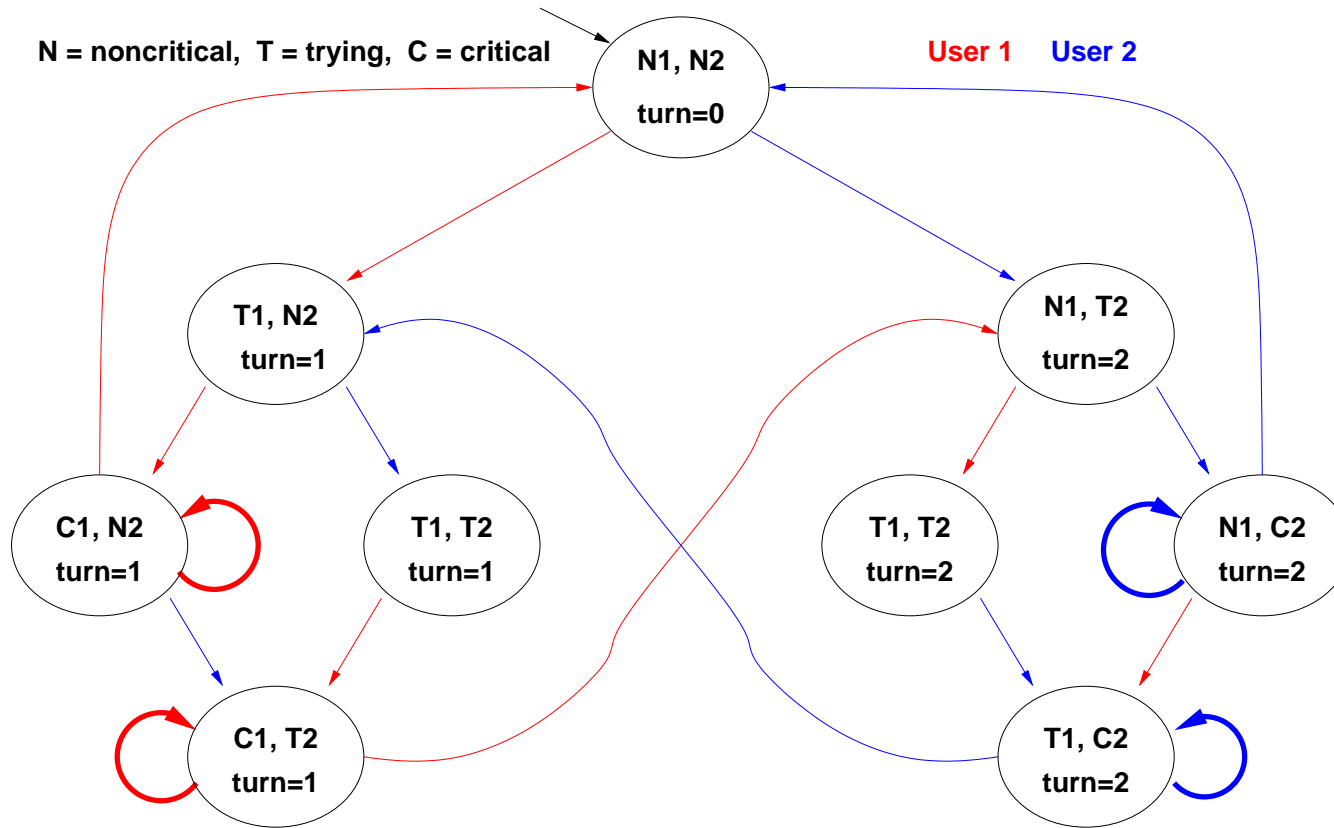 N = noncritical,  T = trying,  C = critical
User 1
User 2
N1, N2
turn=0
T1, N2
turn=1
N1, T2
turn=2
C1, N2
turn=1
T1, T2
turn=1
T1, T2
turn=2
N1, C2
turn=2
C1, T2
turn=1
T1, C2
turn=2